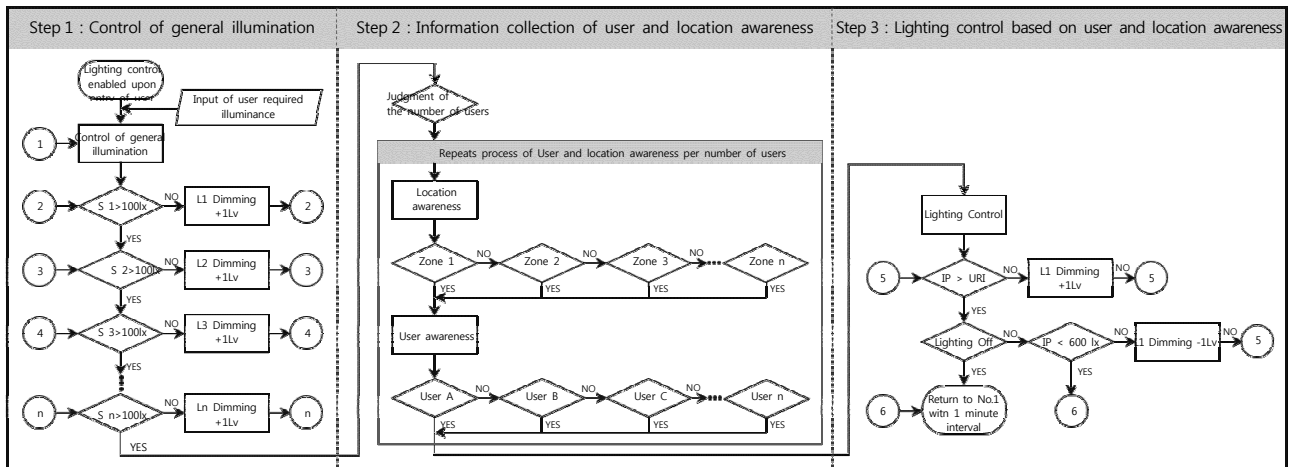 Step 1 : Control of general illumination
Lighting control
enabled upon
entry of user
Input of user required
illuminance
1
Control of general
illumination
2
S 1>100lx
NO
L1 Dimming
+1Lv
2
YES
3
S 2>100lx
NO
L2 Dimming
+1Lv
3
YES
4
S 3>100lx
NO
L3 Dimming
+1Lv
4
YES
n
S n>100lx
NO
Ln Dimming
+1Lv
n
YES
Step 2 : Information collection of user and location awareness
Judgment of
the number of users
Repeats process of User and location awareness per number of users
Location
awareness
Zone 1
NO
Zone 2
NO
Zone 3
NO
Zone n
YES
YES
YES
YES
User awareness
User A
NO
User B
NO
User C
NO
User n
YES
YES
YES
YES
Step 3 : Lighting control based on user and location awareness
Lighting Control
5
IP > URI
NO
L1 Dimming
+1Lv
NO
5
YES
Lighting Off
NO
IP < 600 lx
NO
L1 Dimming -1Lv
NO
5
YES
YES
6
Return to No.1
witn 1 minute
interval
6